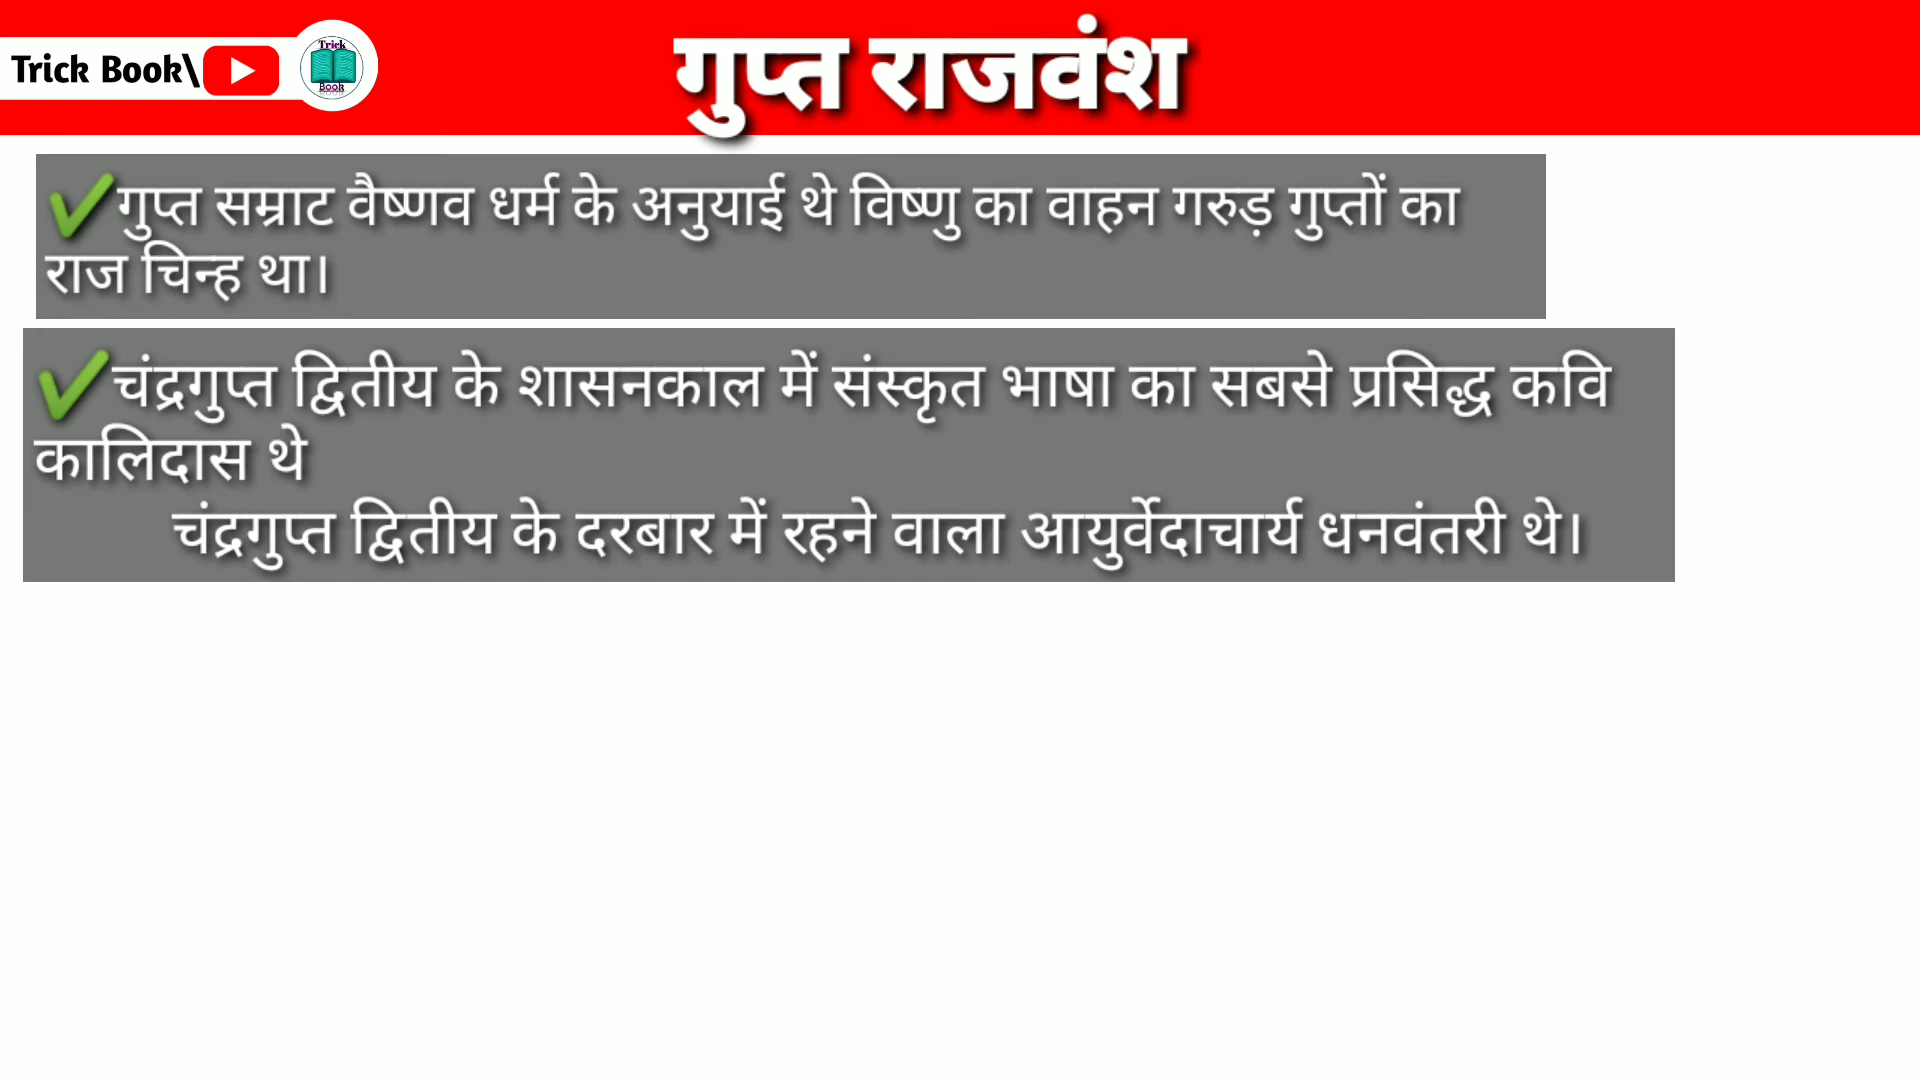 Trick Book\
Trick
Book
गुप्त राजवंश
✔गुप्त सम्राट वैष्णव धर्म के अनुयाई थे विष्णु का वाहन गरुड़ गुप्तों का
राज चिन्ह था।
✔चंद्रगुप्त द्वितीय के शासनकाल में संस्कृत भाषा का सबसे प्रसिद्ध कवि
कालिदास थे
चंद्रगुप्त द्वितीय के दरबार में रहने वाला आयुर्वेदाचार्य धनवंतरी थे।